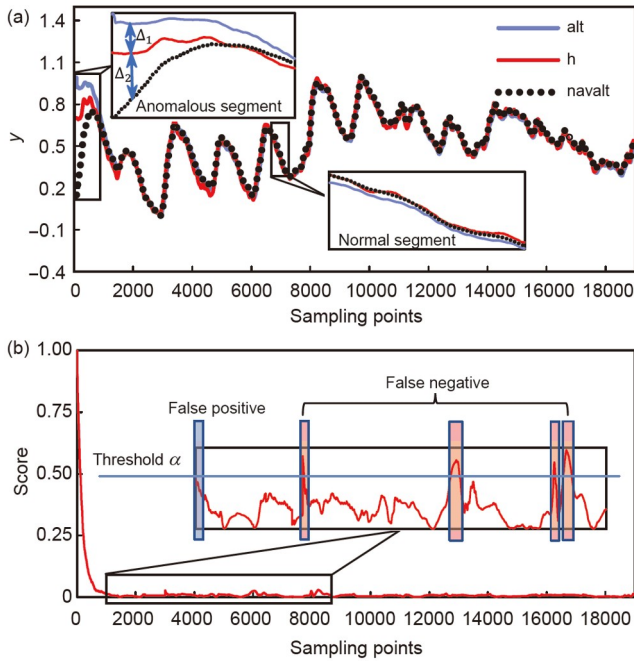 (a)
1.4
1.1
0.8
0.5
0.2
−0.1
−0.4
y
Δ1
Δ2
Anomalous segment
alt
h
navalt
Normal segment
2000 4000 6000 8000 10000 12000 14000 16000 18000
Sampling points
(b)
1.00
0.75
0.50
0.25
0
Score
False negative
False positive
Threshold α
0 2000 4000 6000 8000 10000 12000 14000 16000 18000
Sampling points